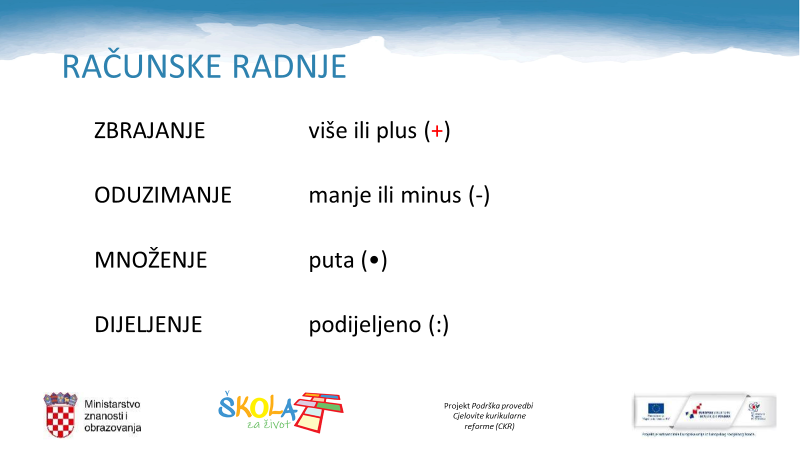 RAČUNSKE RADNJE
ZBRAJANJE više ili plus (+)
ODUZIMANJE manje ili minus (-)
MNOŽENJE puta (•)
DIJELJENJE podijeljeno (:)
Ministarstvo
znanosti i
obrazovanja
ŠKOLA
za život
Projekt Podrška provedbi
Cjelovite kurikularne
reforme (CKR)